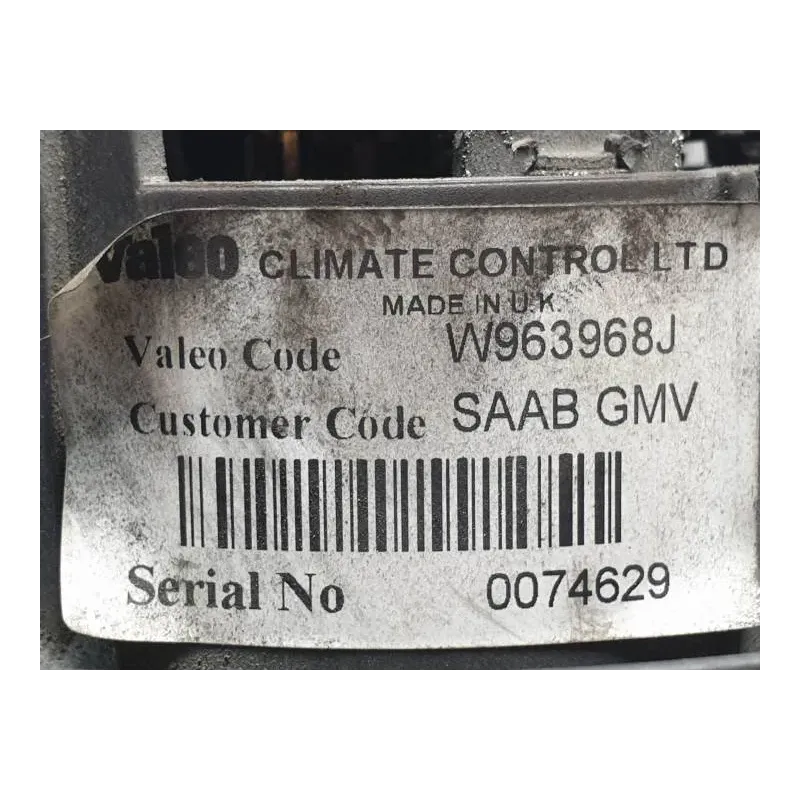 Valeo CLIMATE CONTROL LTD
MADE IN U.K.
Valeo Code W963968J
Customer Code SAAB GMV
Serial No 0074629